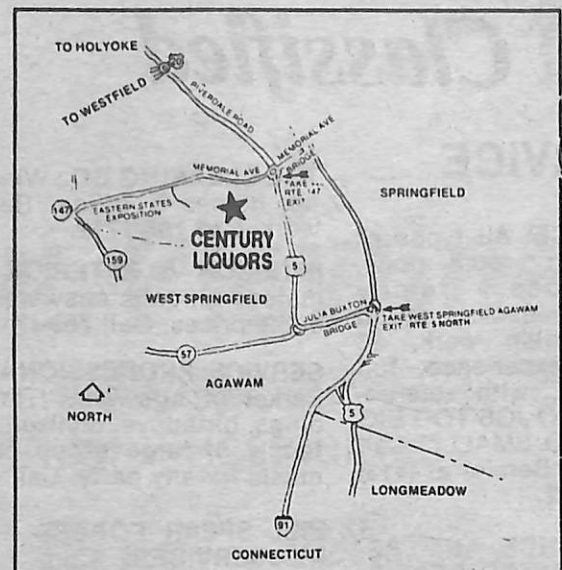 TO HOLYOKE
TO WESTFIELD
RIVERDALE ROAD
MEMORIAL AVE
BRIDGE
MEMORIAL AVE
TAKE
RTE 147
EXIT
SPRINGFIELD
147
EASTERN STATES
EXPOSITION
159
CENTURY
LIQUORS
5
WEST SPRINGFIELD
JULIA BUXTON
BRIDGE
TAKE WEST SPRINGFIELD AGAWAM
EXIT RTE 5 NORTH
57
AGAWAM
NORTH
5
LONGMEADOW
91
CONNECTICUT